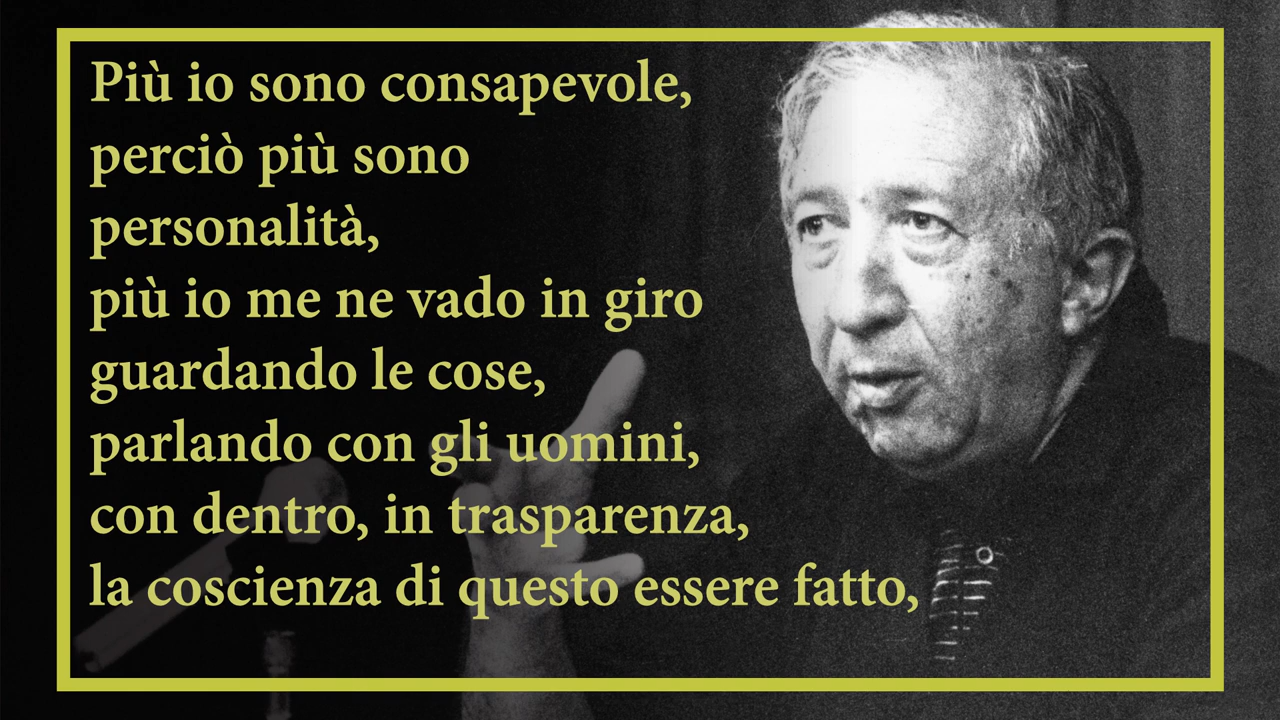 Più io sono consapevole,
perciò più sono
personalità,
più io me ne vado in giro
guardando le cose,
parlando con gli uomini,
con dentro, in trasparenza,
la coscienza di questo essere fatto,